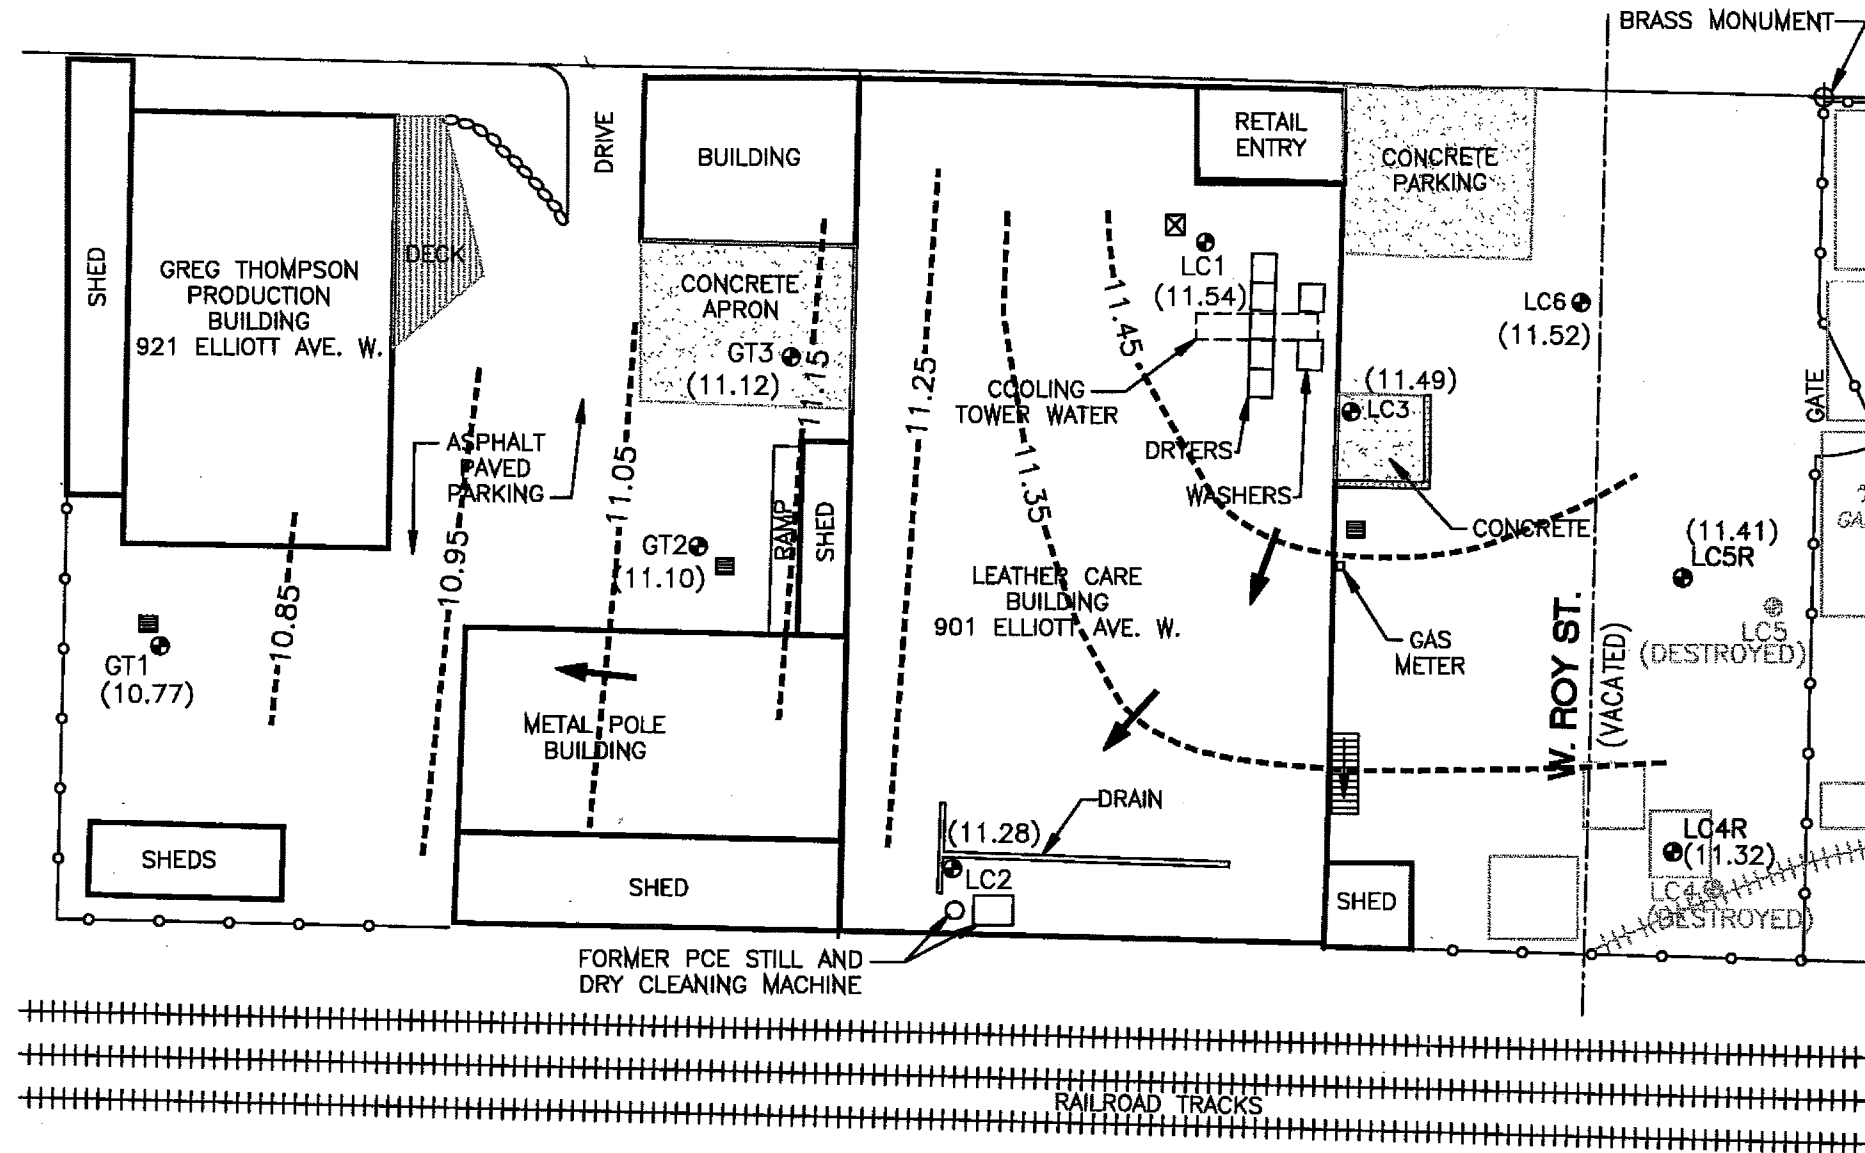 BRASS MONUMENT
SHED
GREG THOMPSON
PRODUCTION
BUILDING
921 ELLIOTT AVE. W.
DECK
DRIVE
BUILDING
CONCRETE
APRON
GT3
(11.12)
RETAIL
ENTRY
CONCRETE
PARKING
LC1
(11.54)
LC6
(11.52)
COOLING
TOWER WATER
DRYERS
WASHERS
(11.49)
LC3
CONCRETE
GATE
ASPHALT
PAVED
PARKING
10.85
10.95
11.05
11.15
11.25
11.35
11.45
GT2
(11.10)
RAMP
SHED
GT1
(10.77)
LEATHER CARE
BUILDING
901 ELLIOTT AVE. W.
GAS
METER
W. ROY ST.
(VACATED)
(11.41)
LC5R
LC5
(DESTROYED)
METAL POLE
BUILDING
SHEDS
SHED
(11.28)
DRAIN
LC2
SHED
LC4R
(11.32)
LC4
(DESTROYED)
FORMER PCE STILL AND
DRY CLEANING MACHINE
RAILROAD TRACKS